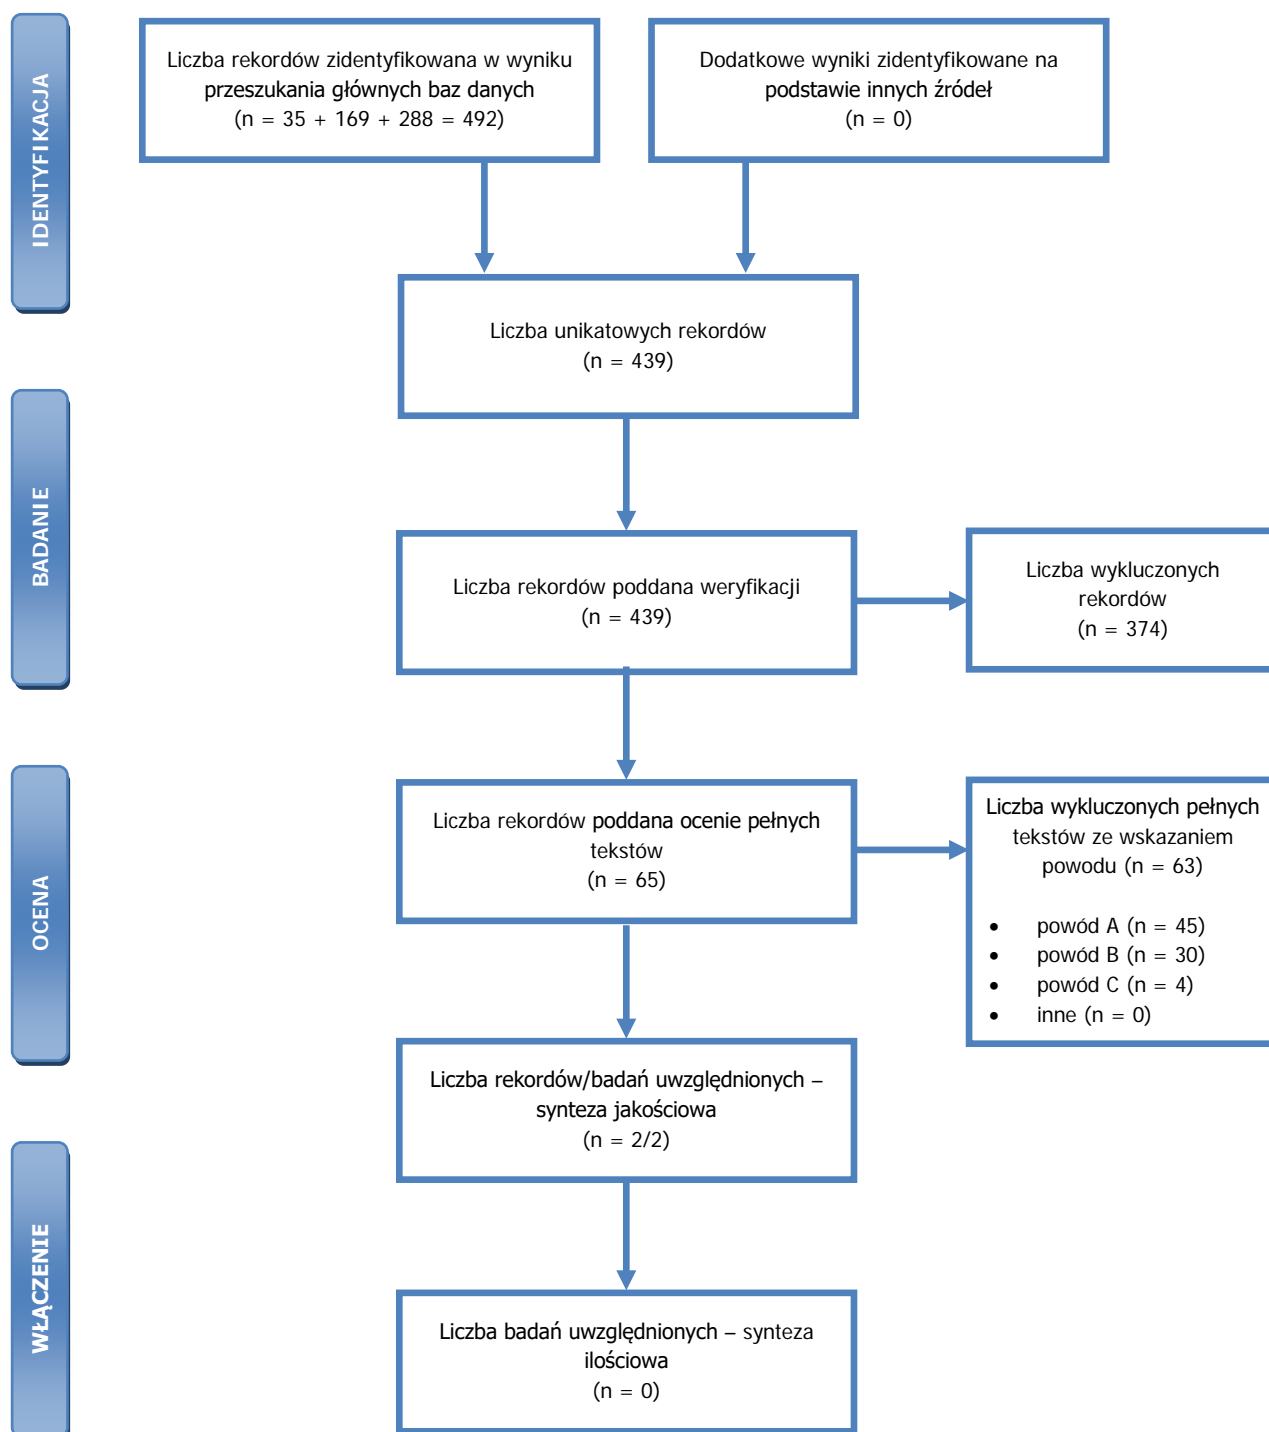 IDENTYFIKACJA
Liczba rekordów zidentyfikowana w wyniku
przeszukania głównych baz danych
(n = 35 + 169 + 288 = 492)
Dodatkowe wyniki zidentyfikowane na
podstawie innych źródeł
(n = 0)
Liczba unikatowych rekordów
(n = 439)
BADANIE
Liczba rekordów poddana weryfikacji
(n = 439)
Liczba wykluczonych
rekordów
(n = 374)
OCENA
Liczba rekordów poddana ocenie pełnych
tekstów
(n = 65)
Liczba wykluczonych pełnych
tekstów ze wskazaniem
powodu (n = 63)
• powód A (n = 45)
• powód B (n = 30)
• powód C (n = 4)
• inne (n = 0)
Liczba rekordów/badań uwzględnionych –
synteza jakościowa
(n = 2/2)
WŁĄCZENIE
Liczba badań uwzględnionych – synteza
ilościowa
(n = 0)